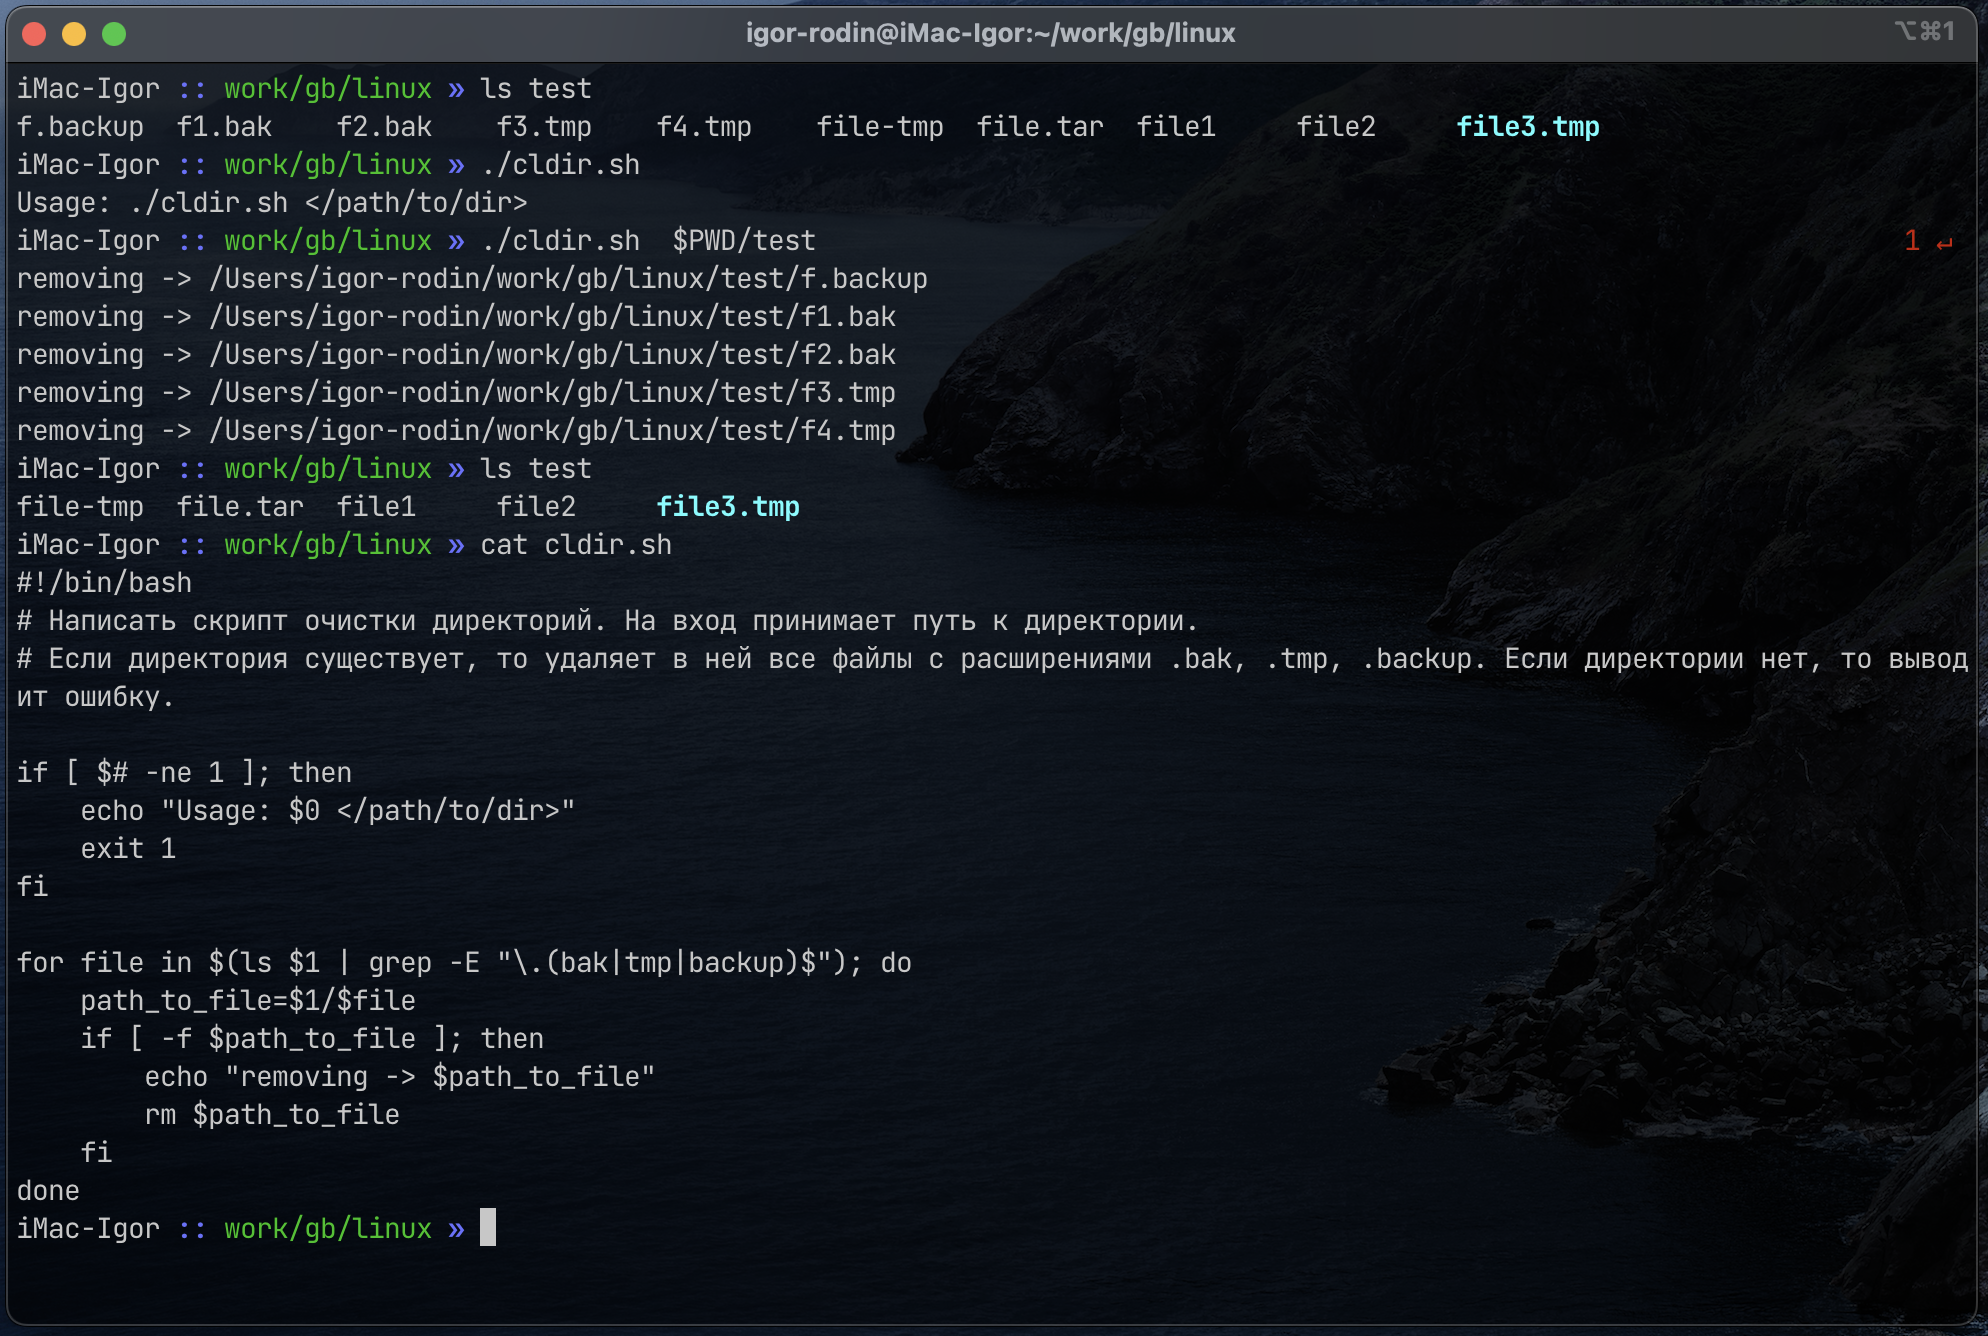 igor-rodin@iMac-Igor:~/work/gb/linux ⌥⌘1
iMac-Igor :: work/gb/linux » ls test
f.backup  f1.bak    f2.bak    f3.tmp    f4.tmp    file-tmp  file.tar  file1     file2     file3.tmp
iMac-Igor :: work/gb/linux » ./cldir.sh
Usage: ./cldir.sh </path/to/dir>
iMac-Igor :: work/gb/linux » ./cldir.sh  $PWD/test 1 ↵
removing -> /Users/igor-rodin/work/gb/linux/test/f.backup
removing -> /Users/igor-rodin/work/gb/linux/test/f1.bak
removing -> /Users/igor-rodin/work/gb/linux/test/f2.bak
removing -> /Users/igor-rodin/work/gb/linux/test/f3.tmp
removing -> /Users/igor-rodin/work/gb/linux/test/f4.tmp
iMac-Igor :: work/gb/linux » ls test
file-tmp  file.tar  file1     file2     file3.tmp
iMac-Igor :: work/gb/linux » cat cldir.sh
#!/bin/bash
# Написать скрипт очистки директорий. На вход принимает путь к директории.
# Если директория существует, то удаляет в ней все файлы с расширениями .bak, .tmp, .backup. Если директории нет, то вывод
ит ошибку.

if [ $# -ne 1 ]; then
    echo "Usage: $0 </path/to/dir>"
    exit 1
fi

for file in $(ls $1 | grep -E "\.(bak|tmp|backup)$"); do
    path_to_file=$1/$file
    if [ -f $path_to_file ]; then
        echo "removing -> $path_to_file"
        rm $path_to_file
    fi
done
iMac-Igor :: work/gb/linux »